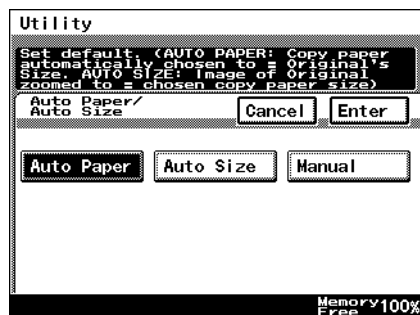 Utility
Set default. (AUTO PAPER: Copy paper
automatically chosen to = Original's
Size. AUTO SIZE: Image of Original
zoomed to = chosen copy paper size)
Auto Paper/
Auto Size
Cancel
Enter
Auto Paper
Auto Size
Manual
Memory
Free
100%